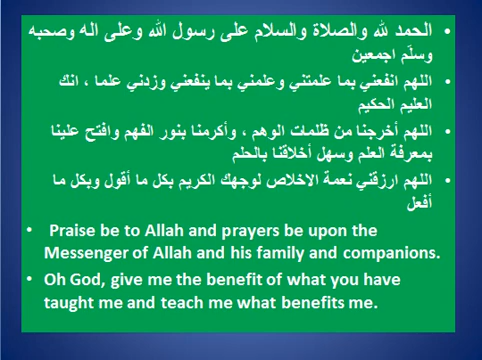 • الحمد لله والصلاة والسلام على رسول الله وعلى اله وصحبه
وسلّم اجمعين
• اللهم انفعني بما علمتني وعلمني بما ينفعني وزدني علما ، انك
العليم الحكيم
• اللهم أخرجنا من ظلمات الوهم ، وأكرمنا بنور الفهم وافتح علينا
بمعرفة العلم وسهل أخلاقنا بالحلم
• اللهم ارزقني نعمة الاخلاص لوجهك الكريم بكل ما أقول وبكل ما
أفعل
• Praise be to Allah and prayers be upon the
Messenger of Allah and his family and companions.
• Oh God, give me the benefit of what you have
taught me and teach me what benefits me.